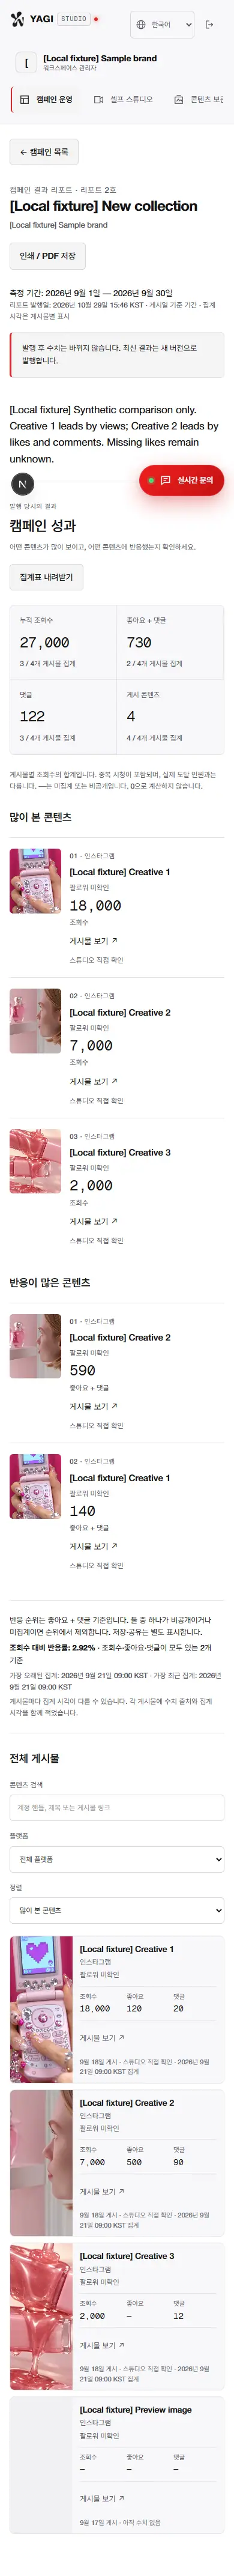 YAGI STUDIO
한국어
[
[Local fixture] Sample brand
워크스페이스 관리자
캠페인 운영
셀프 스튜디오
콘텐츠 보관
← 캠페인 목록
캠페인 결과 리포트 · 리포트 2호
[Local fixture] New collection
[Local fixture] Sample brand
인쇄 / PDF 저장
측정 기간: 2026년 9월 1일 — 2026년 9월 30일
리포트 발행일: 2026년 10월 29일 15:46 KST · 게시일 기준 기간 · 집계
시각은 게시물별 표시
발행 후 수치는 바뀌지 않습니다. 최신 결과는 새 버전으로
발행합니다.
[Local fixture] Synthetic comparison only.
Creative 1 leads by views; Creative 2 leads by
likes and comments. Missing likes remain
unknown.
N
실시간 문의
발행 당시의 결과
캠페인 성과
어떤 콘텐츠가 많이 보이고, 어떤 콘텐츠에 반응했는지 확인하세요.
집계표 내려받기
누적 조회수
27,000
3 / 4개 게시물 집계
좋아요 + 댓글
730
2 / 4개 게시물 집계
댓글
122
3 / 4개 게시물 집계
게시 콘텐츠
4
4 / 4개 게시물 집계
게시물별 조회수의 합계입니다. 중복 시청이 포함되며, 실제 도달 인원과는
다릅니다. —는 미집계 또는 비공개입니다. 0으로 계산하지 않습니다.
많이 본 콘텐츠
01 · 인스타그램
[Local fixture] Creative 1
팔로워 미확인
18,000
조회수
게시물 보기 ↗
스튜디오 직접 확인
02 · 인스타그램
[Local fixture] Creative 2
팔로워 미확인
7,000
조회수
게시물 보기 ↗
스튜디오 직접 확인
03 · 인스타그램
[Local fixture] Creative 3
팔로워 미확인
2,000
조회수
게시물 보기 ↗
스튜디오 직접 확인
반응이 많은 콘텐츠
01 · 인스타그램
[Local fixture] Creative 2
팔로워 미확인
590
좋아요 + 댓글
게시물 보기 ↗
스튜디오 직접 확인
02 · 인스타그램
[Local fixture] Creative 1
팔로워 미확인
140
좋아요 + 댓글
게시물 보기 ↗
스튜디오 직접 확인
반응 순위는 좋아요 + 댓글 기준입니다. 둘 중 하나가 비공개이거나
미집계이면 순위에서 제외합니다. 저장·공유는 별도 표시합니다.
조회수 대비 반응률: 2.92% · 조회수·좋아요·댓글이 모두 있는 2개
기준
가장 오래된 집계: 2026년 9월 21일 09:00 KST · 가장 최근 집계: 2026년
9월 21일 09:00 KST
게시물마다 집계 시각이 다를 수 있습니다. 각 게시물에 수치 출처와 집계
시각을 함께 적었습니다.
전체 게시물
콘텐츠 검색
계정 핸들, 제목 또는 게시물 링크
플랫폼
전체 플랫폼
정렬
많이 본 콘텐츠
[Local fixture] Creative 1
인스타그램
팔로워 미확인
조회수 좋아요 댓글
18,000 120 20
게시물 보기 ↗
9월 18일 게시 · 스튜디오 직접 확인 · 2026년 9월
21일 09:00 KST 집계
[Local fixture] Creative 2
인스타그램
팔로워 미확인
조회수 좋아요 댓글
7,000 500 90
게시물 보기 ↗
9월 18일 게시 · 스튜디오 직접 확인 · 2026년 9월
21일 09:00 KST 집계
[Local fixture] Creative 3
인스타그램
팔로워 미확인
조회수 좋아요 댓글
2,000 — 12
게시물 보기 ↗
9월 18일 게시 · 스튜디오 직접 확인 · 2026년 9월
21일 09:00 KST 집계
[Local fixture] Preview image
인스타그램
팔로워 미확인
조회수 좋아요 댓글
— — —
게시물 보기 ↗
9월 17일 게시 · 아직 수치 없음